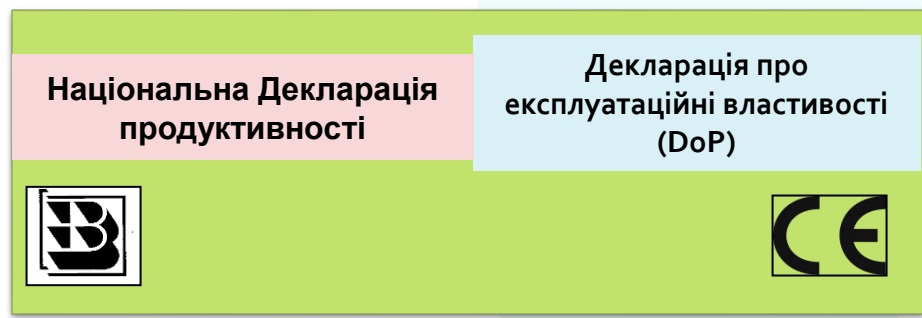 Національна Декларація
продуктивності
Декларація про
експлуатаційні властивості
(DoP)
B
CE